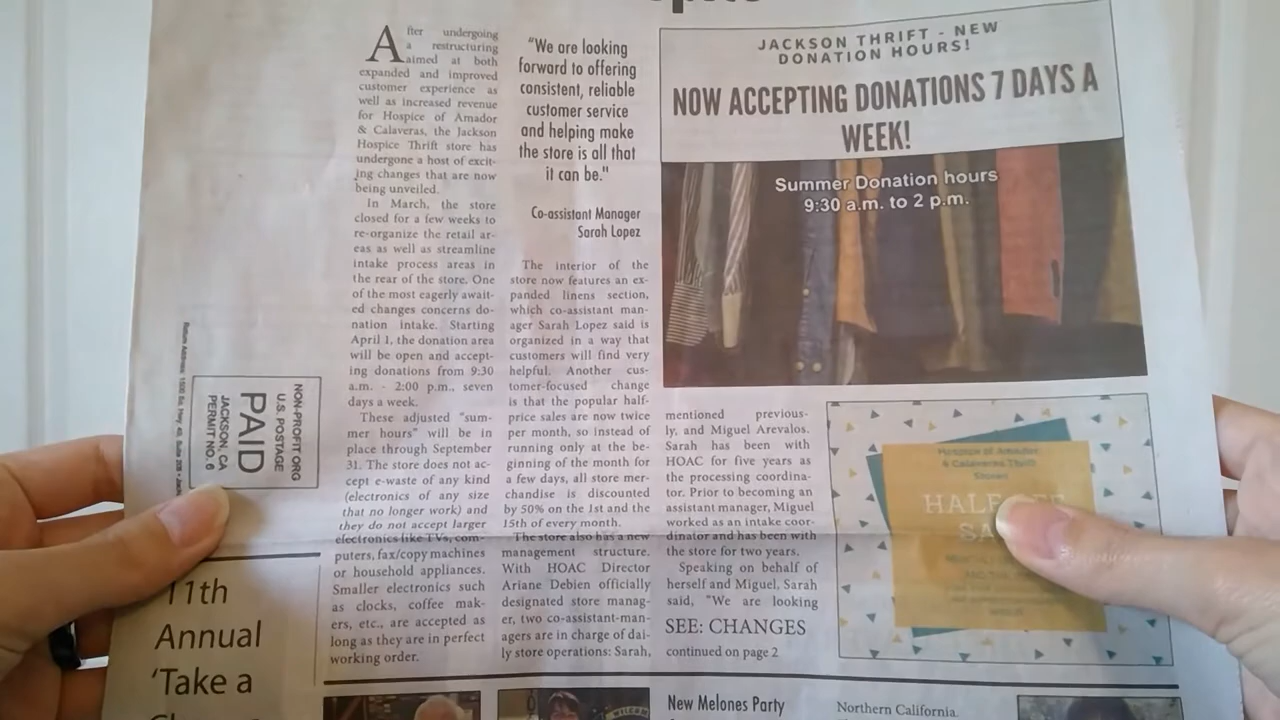 After undergoing
a restructuring
aimed at both
expanded and improved
customer experience as
well as increased revenue
for Hospice of Amador
& Calaveras, the Jackson
Hospice Thrift store has
undergone a host of excit-
ing changes that are now
being unveiled.
In March, the store
closed for a few weeks to
re-organize the retail ar-
eas as well as streamline
intake process areas in
the rear of the store. One
of the most eagerly await-
ed changes concerns do-
nation intake. Starting
April 1, the donation area
will be open and accept-
ing donations from 9:30
a.m. - 2:00 p.m., seven
days a week.
These adjusted "sum-
mer hours" will be in
place through September
31. The store does not ac-
cept e-waste of any kind
(electronics of any size
that no longer work) and
they do not accept larger
electronics like TVs, com-
puters, fax/copy machines
or household appliances.
Smaller electronics such
as clocks, coffee mak-
ers, etc., are accepted as
long as they are in perfect
working order.
"We are looking
forward to offering
consistent, reliable
customer service
and helping make
the store is all that
it can be."
Co-assistant Manager
Sarah Lopez
The interior of the
store now features an ex-
panded linens section,
which co-assistant man-
ager Sarah Lopez said is
organized in a way that
customers will find very
helpful. Another cus-
tomer-focused change
is that the popular half-
price sales are now twice
per month, so instead of
running only at the be-
ginning of the month for
a few days, all store mer-
chandise is discounted
by 50% on the 1st and the
15th of every month.
The store also has a new
management structure.
With HOAC Director
Ariane Debien officially
designated store manag-
er, two co-assistant-man-
agers are in charge of dai-
ly store operations: Sarah,
mentioned previous-
ly, and Miguel Arevalos.
Sarah has been with
HOAC for five years as
the processing coordina-
tor. Prior to becoming an
assistant manager, Miguel
worked as an intake coor-
dinator and has been with
the store for two years.
Speaking on behalf of
herself and Miguel, Sarah
said, "We are looking
SEE: CHANGES
continued on page 2
JACKSON THRIFT - NEW
DONATION HOURS!
NOW ACCEPTING DONATIONS 7 DAYS A
WEEK!
Summer Donation hours
9:30 a.m. to 2 p.m.
Hospice of Amador
& Calaveras Thrift
Stores
HALF
NON-PROFIT ORG
U.S. POSTAGE
PAID
JACKSON, CA
PERMIT NO. 6
Return Address: 1500
11th
Annual
'Take a
New Melones Party
Northern California.
WELCOME